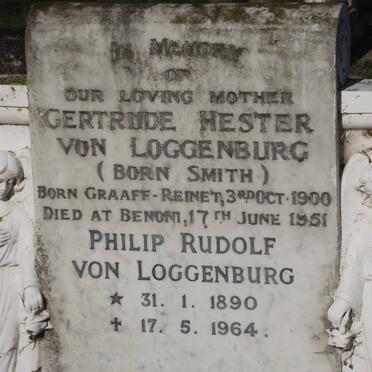 IN MEMORY
OF
OUR LOVING MOTHER
GERTRUDE HESTER
VON LOGGENBURG
( BORN SMITH )
BORN GRAAFF-REINET, 3RD OCT. 1900
DIED AT BENONI, 17TH JUNE 1951
PHILIP RUDOLF
VON LOGGENBURG
★ 31. 1. 1890
✝ 17. 5. 1964.